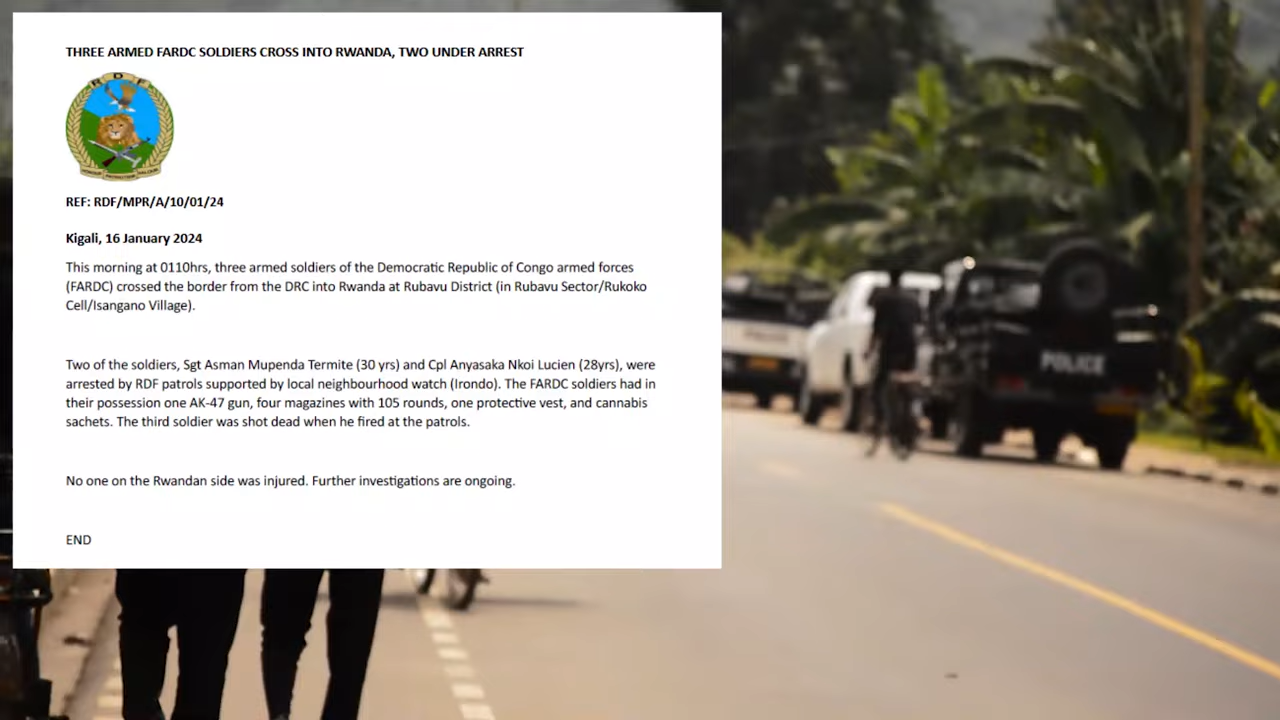 THREE ARMED FARDC SOLDIERS CROSS INTO RWANDA, TWO UNDER ARREST
RDF
REF: RDF/MPR/A/10/01/24
Kigali, 16 January 2024
This morning at 0110hrs, three armed soldiers of the Democratic Republic of Congo armed forces
(FARDC) crossed the border from the DRC into Rwanda at Rubavu District (in Rubavu Sector/Rukoko
Cell/Isangano Village).
Two of the soldiers, Sgt Asman Mupenda Termite (30 yrs) and Cpl Anyasaka Nkoi Lucien (28yrs), were
arrested by RDF patrols supported by local neighbourhood watch (Irondo). The FARDC soldiers had in
their possession one AK-47 gun, four magazines with 105 rounds, one protective vest, and cannabis
sachets. The third soldier was shot dead when he fired at the patrols.
No one on the Rwandan side was injured. Further investigations are ongoing.
END
POLICE